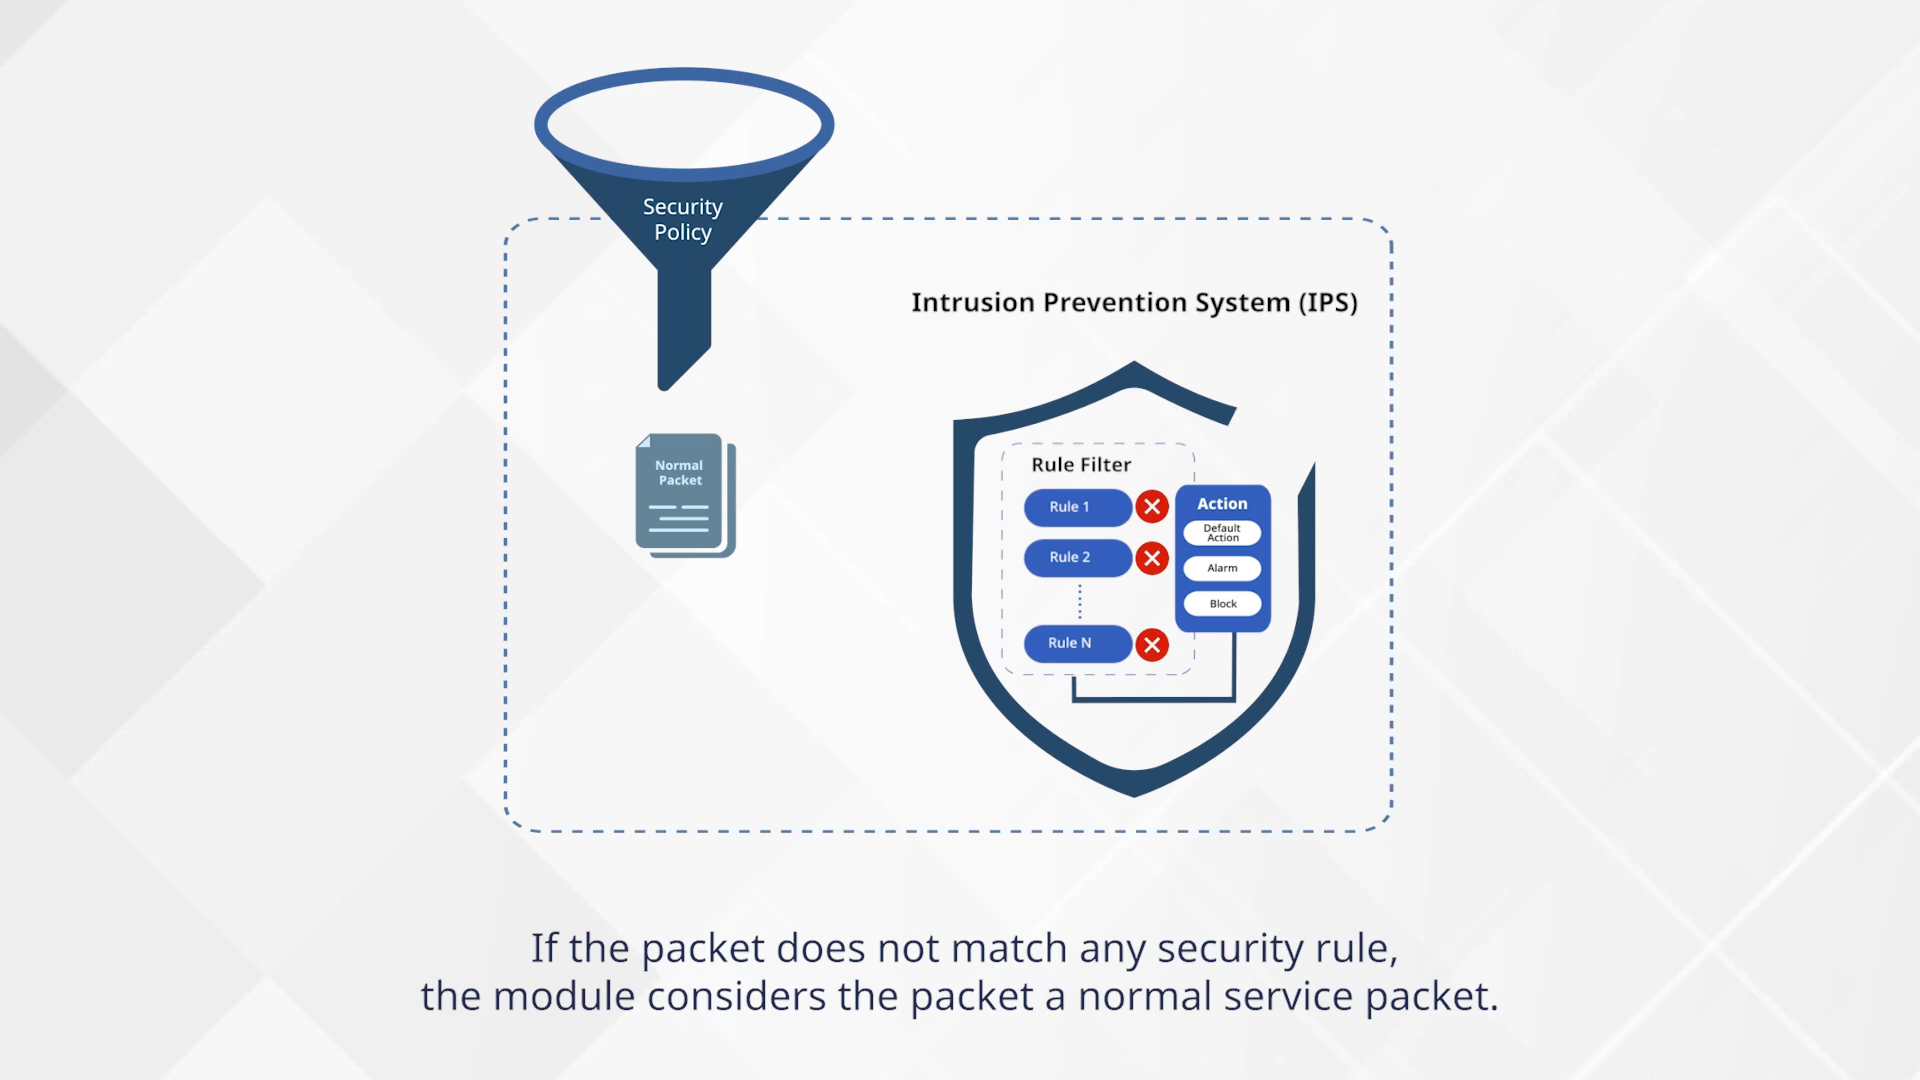 Security
Policy
Intrusion Prevention System (IPS)
Normal
Packet
Rule Filter
Rule 1
Rule 2
Rule N
Action
Default
Action
Alarm
Block
If the packet does not match any security rule,
the module considers the packet a normal service packet.